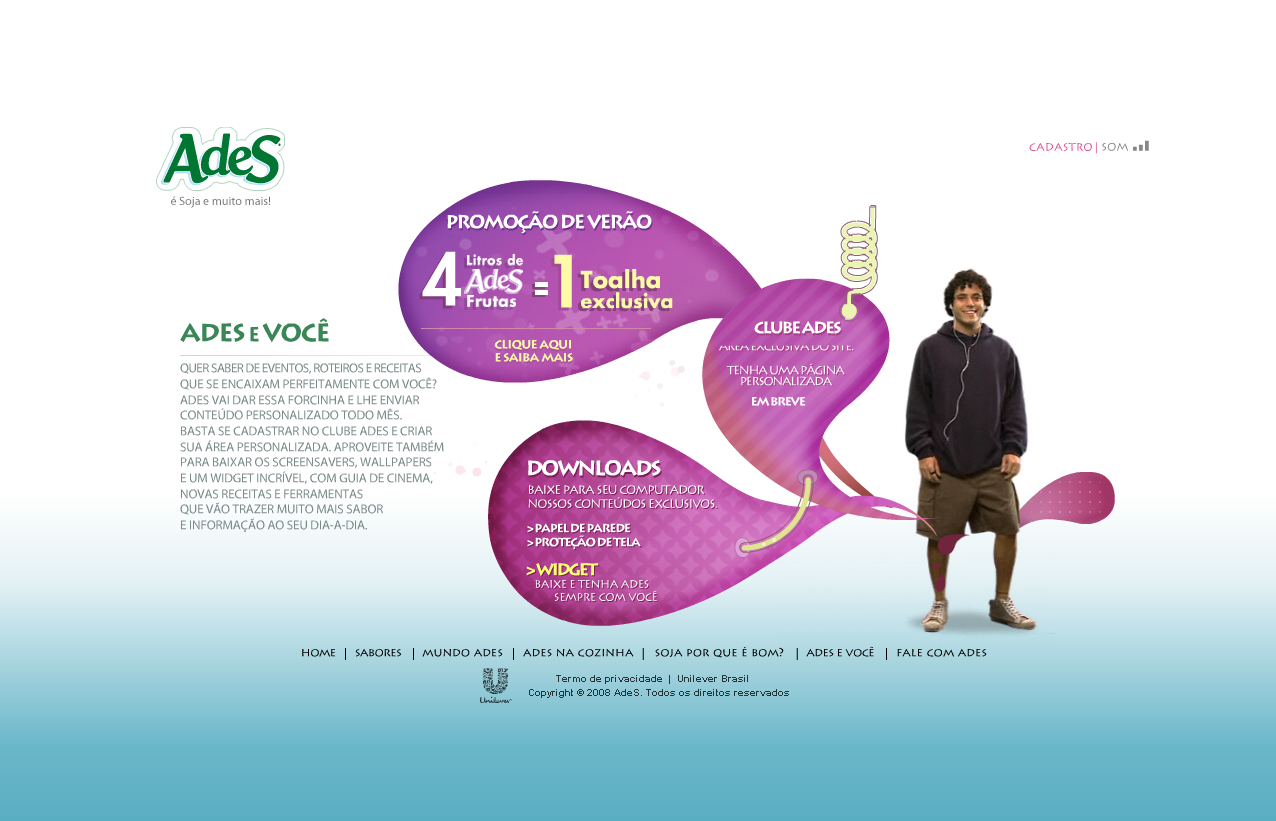 AdeS
é Soja e muito mais!
CADASTRO | SOM
PROMOÇÃO DE VERÃO
4 Litros de AdeS Frutas = 1 Toalha exclusiva
CLIQUE AQUI
E SAIBA MAIS
ADES E VOCÊ
QUER SABER DE EVENTOS, ROTEIROS E RECEITAS
QUE SE ENCAIXAM PERFEITAMENTE COM VOCÊ?
ADES VAI DAR ESSA FORCINHA E LHE ENVIAR
CONTEÚDO PERSONALIZADO TODO MÊS.
BASTA SE CADASTRAR NO CLUBE ADES E CRIAR
SUA ÁREA PERSONALIZADA. APROVEITE TAMBÉM
PARA BAIXAR OS SCREENSAVERS, WALLPAPERS
E UM WIDGET INCRÍVEL, COM GUIA DE CINEMA,
NOVAS RECEITAS E FERRAMENTAS
QUE VÃO TRAZER MUITO MAIS SABOR
E INFORMAÇÃO AO SEU DIA-A-DIA.
CLUBE ADES
ÁREA EXCLUSIVA DO SITE.
TENHA UMA PÁGINA
PERSONALIZADA
EM BREVE
DOWNLOADS
BAIXE PARA SEU COMPUTADOR
NOSSOS CONTEÚDOS EXCLUSIVOS.
> PAPEL DE PAREDE
> PROTEÇÃO DE TELA
> WIDGET
BAIXE E TENHA ADES
SEMPRE COM VOCÊ
HOME | SABORES | MUNDO ADES | ADES NA COZINHA | SOJA POR QUE É BOM? | ADES E VOCÊ | FALE COM ADES
Unilever
Termo de privacidade | Unilever Brasil
Copyright © 2008 AdeS. Todos os direitos reservados